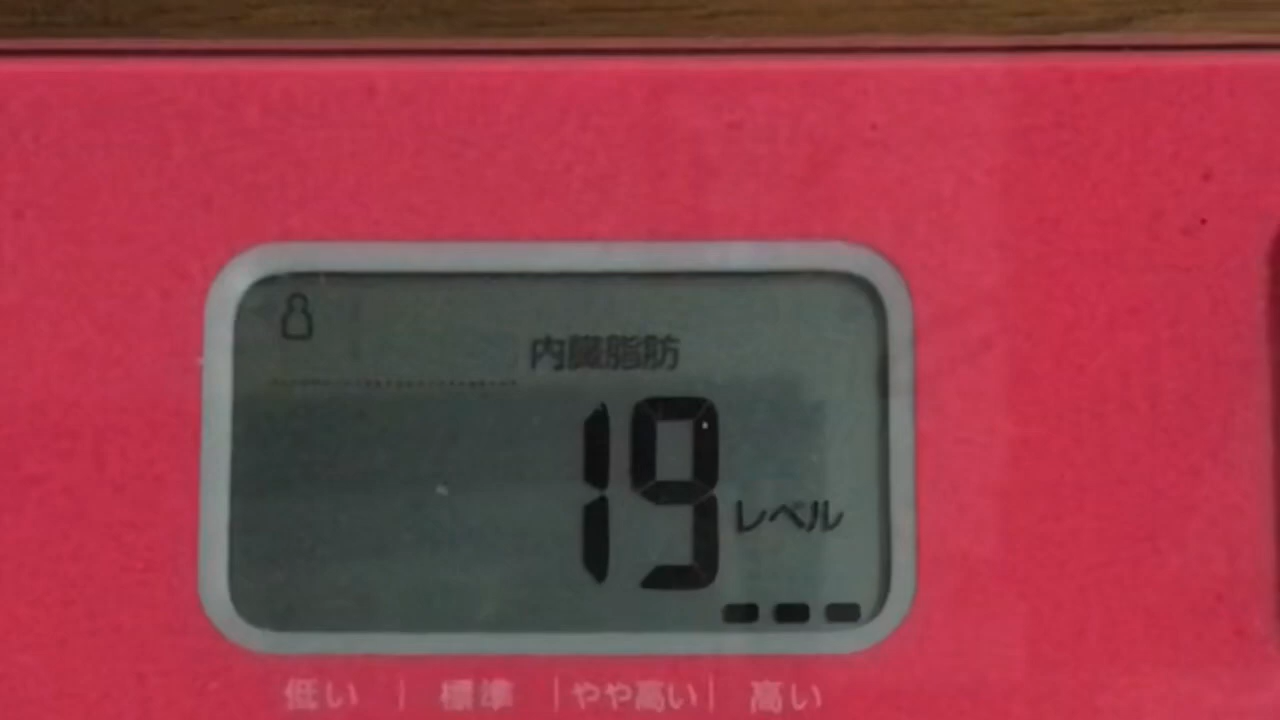 内臓脂肪
19 レベル
低い | 標準 | やや高い | 高い